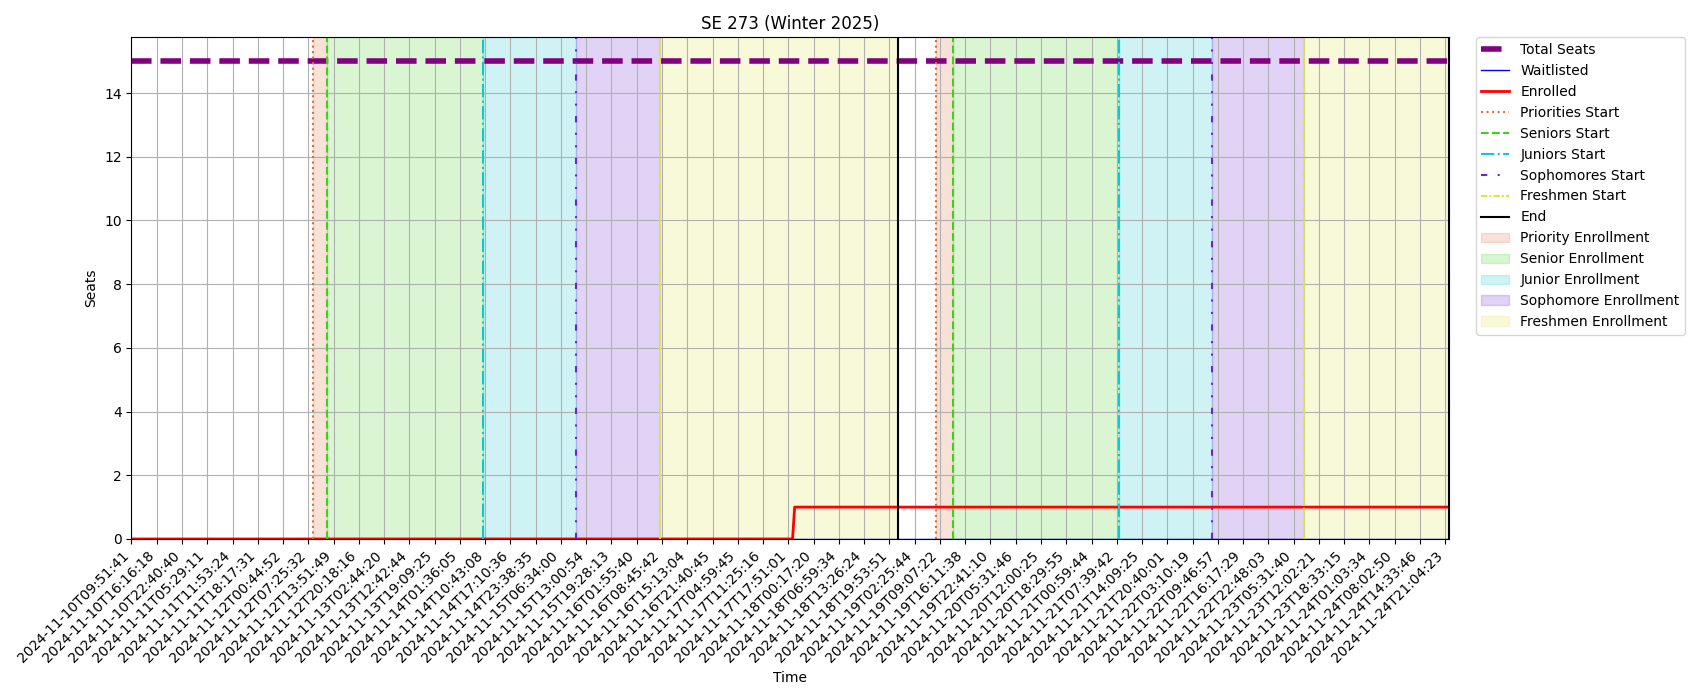 SE 273 (Winter 2025)
Seats
14
12
10
8
6
4
2
0
2024-11-10T09:51:41
2024-11-10T16:16:18
2024-11-10T22:40:40
2024-11-11T05:29:11
2024-11-11T11:53:24
2024-11-11T18:17:31
2024-11-12T00:44:52
2024-11-12T07:25:32
2024-11-12T13:51:49
2024-11-12T20:18:16
2024-11-13T02:44:20
2024-11-13T12:42:44
2024-11-13T19:09:25
2024-11-14T01:36:05
2024-11-14T10:43:08
2024-11-14T17:10:36
2024-11-14T23:38:35
2024-11-15T06:34:00
2024-11-15T13:00:54
2024-11-15T19:28:13
2024-11-16T01:55:40
2024-11-16T08:45:42
2024-11-16T15:13:04
2024-11-16T21:40:45
2024-11-17T04:59:45
2024-11-17T11:25:16
2024-11-17T17:51:01
2024-11-18T00:17:20
2024-11-18T06:59:34
2024-11-18T13:26:24
2024-11-18T19:53:51
2024-11-19T02:25:44
2024-11-19T09:07:22
2024-11-19T16:11:38
2024-11-19T22:41:10
2024-11-20T05:31:46
2024-11-20T12:00:25
2024-11-20T18:29:55
2024-11-21T00:59:44
2024-11-21T07:39:42
2024-11-21T14:09:25
2024-11-21T20:40:01
2024-11-22T03:10:19
2024-11-22T09:46:57
2024-11-22T16:17:29
2024-11-22T22:48:03
2024-11-23T05:31:40
2024-11-23T12:02:21
2024-11-23T18:33:15
2024-11-24T01:03:34
2024-11-24T08:02:50
2024-11-24T14:33:46
2024-11-24T21:04:23
Time
Total Seats
Waitlisted
Enrolled
Priorities Start
Seniors Start
Juniors Start
Sophomores Start
Freshmen Start
End
Priority Enrollment
Senior Enrollment
Junior Enrollment
Sophomore Enrollment
Freshmen Enrollment